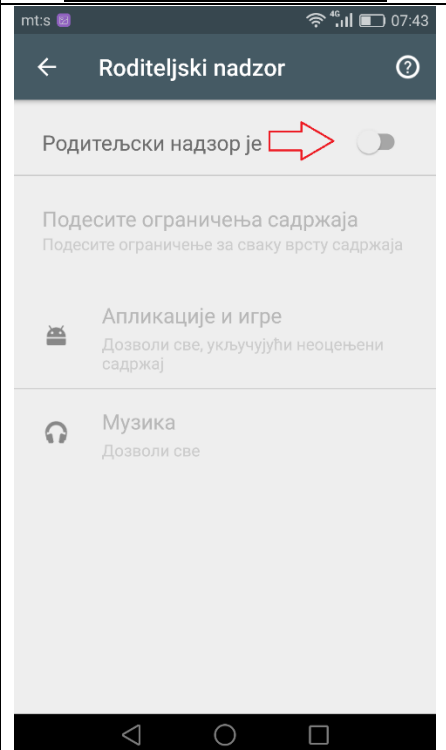 mt:s 4G 07:43
Roditeljski nadzor
Родитељски надзор је
Подесите ограничења садржаја
Подесите ограничење за сваку врсту садржаја
Апликације и игре
Дозволи све, укључујући неоцењени
садржај
Музика
Дозволи све